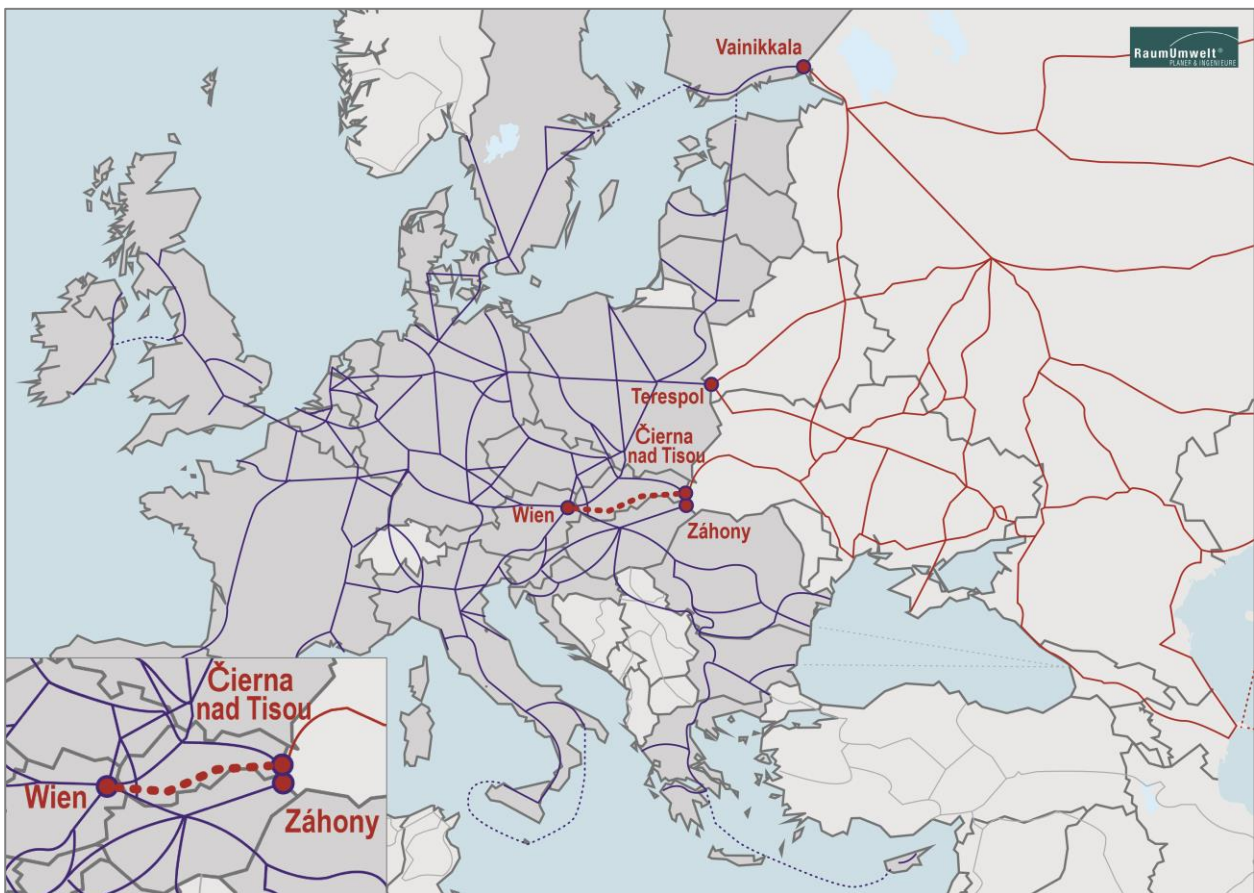 Vainikkala
RaumUmwelt®
PLANER & INGENIEURE
Terespol
Čierna
nad Tisou
Wien
Záhony
Čierna
nad Tisou
Wien
Záhony